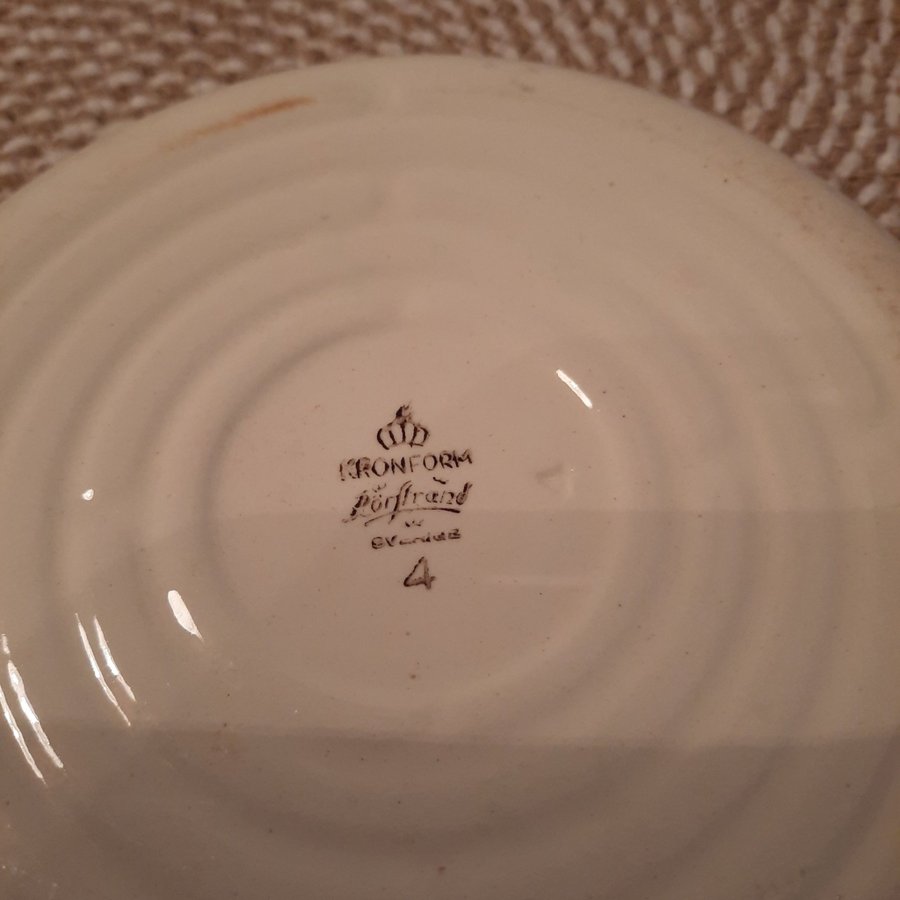 KRONFORM
Rörstrand
SVERIGE
4